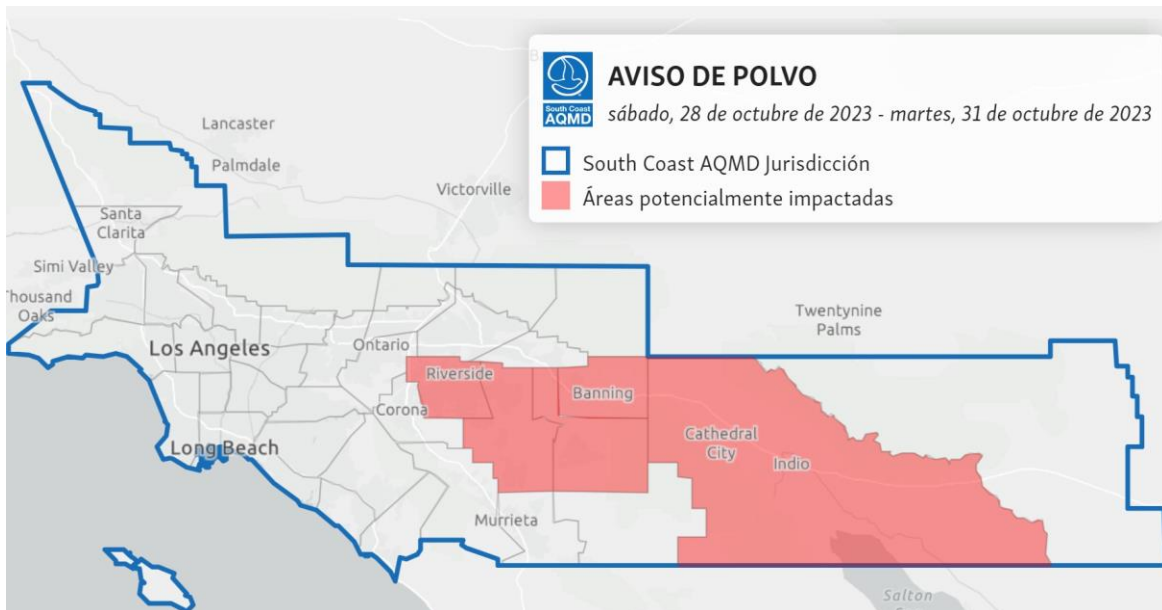 AVISO DE POLVO
South Coast
AQMD
sábado, 28 de octubre de 2023 - martes, 31 de octubre de 2023
South Coast AQMD Jurisdicción
Áreas potencialmente impactadas
Lancaster
Palmdale
Victorville
Santa
Clarita
Simi Valley
Thousand
Oaks
Twentynine
Palms
Los Angeles
Ontario
Riverside
Banning
Corona
Cathedral
City
Long Beach
Indio
Murrieta
Salton